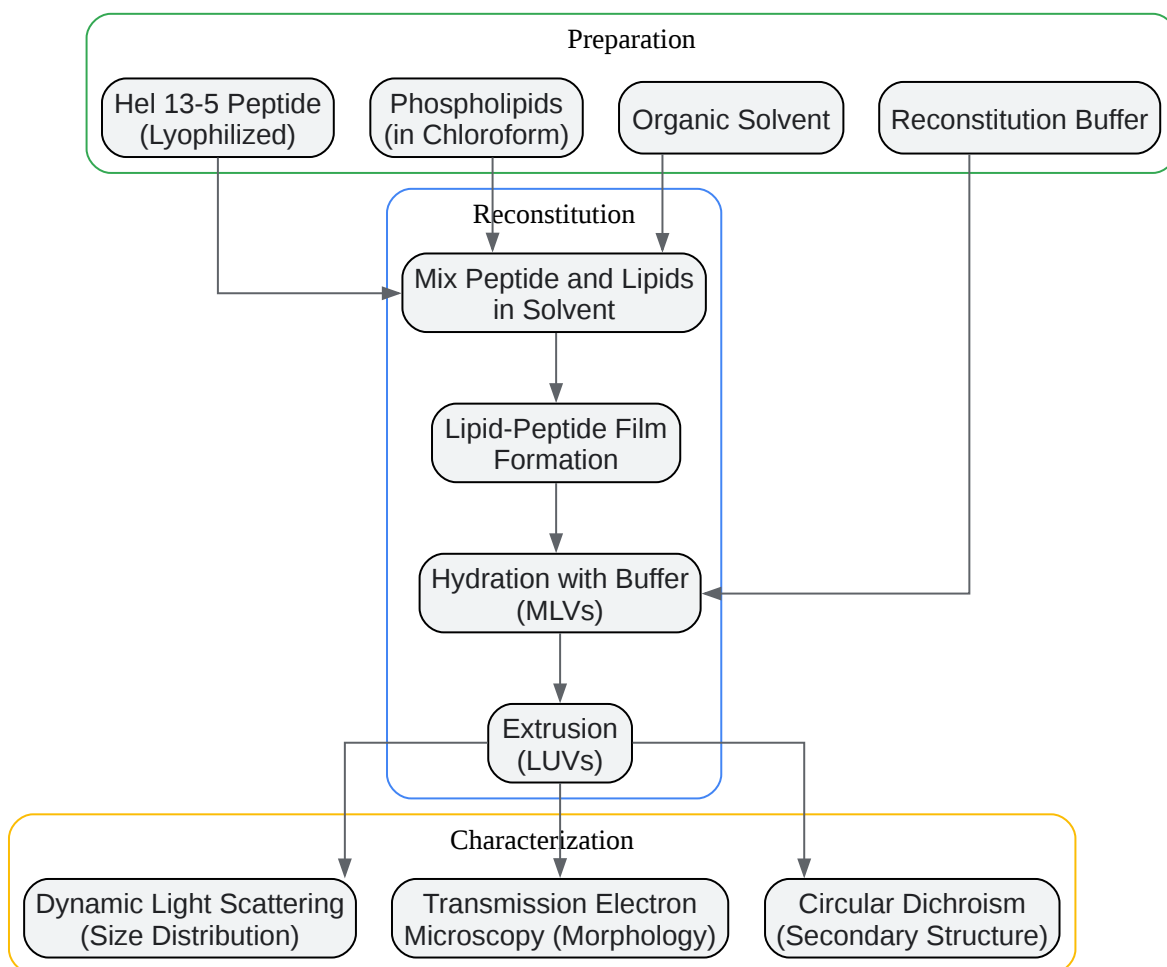 Preparation
Hel 13-5 Peptide
(Lyophilized)
Phospholipids
(in Chloroform)
Organic Solvent
Reconstitution Buffer
Reconstitution
Mix Peptide and Lipids
in Solvent
Lipid-Peptide Film
Formation
Hydration with Buffer
(MLVs)
Extrusion
(LUVs)
Characterization
Dynamic Light Scattering
(Size Distribution)
Transmission Electron
Microscopy (Morphology)
Circular Dichroism
(Secondary Structure)